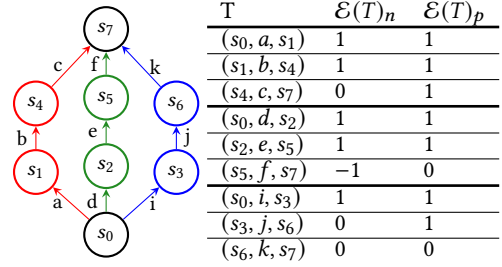 s₇
c
f
k
s₄
s₅
s₆
b
e
j
s₁
s₂
s₃
a
d
i
s₀
T ℰ(T)ₙ ℰ(T)ₚ
(s₀, a, s₁) 1 1
(s₁, b, s₄) 1 1
(s₄, c, s₇) 0 1
(s₀, d, s₂) 1 1
(s₂, e, s₅) 1 1
(s₅, f, s₇) −1 0
(s₀, i, s₃) 1 1
(s₃, j, s₆) 0 1
(s₆, k, s₇) 0 0